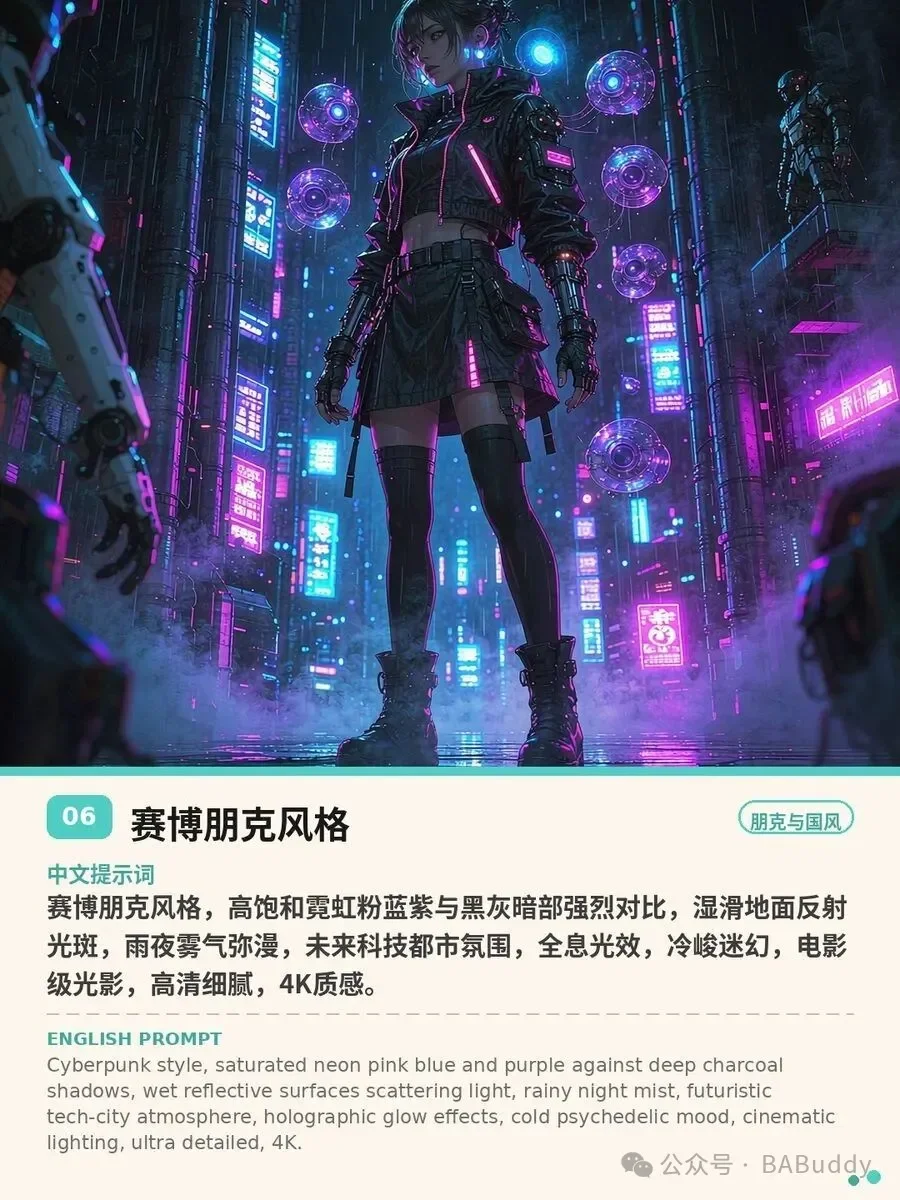 06
赛博朋克风格
朋克与国风
中文提示词
赛博朋克风格，高饱和霓虹粉蓝紫与黑灰暗部强烈对比，湿滑地面反射
光斑，雨夜雾气弥漫，未来科技都市氛围，全息光效，冷峻迷幻，电影
级光影，高清细腻，4K质感。
ENGLISH PROMPT
Cyberpunk style, saturated neon pink blue and purple against deep charcoal
shadows, wet reflective surfaces scattering light, rainy night mist, futuristic
tech-city atmosphere, holographic glow effects, cold psychedelic mood, cinematic
lighting, ultra detailed, 4K.
公众号 · BABuddy